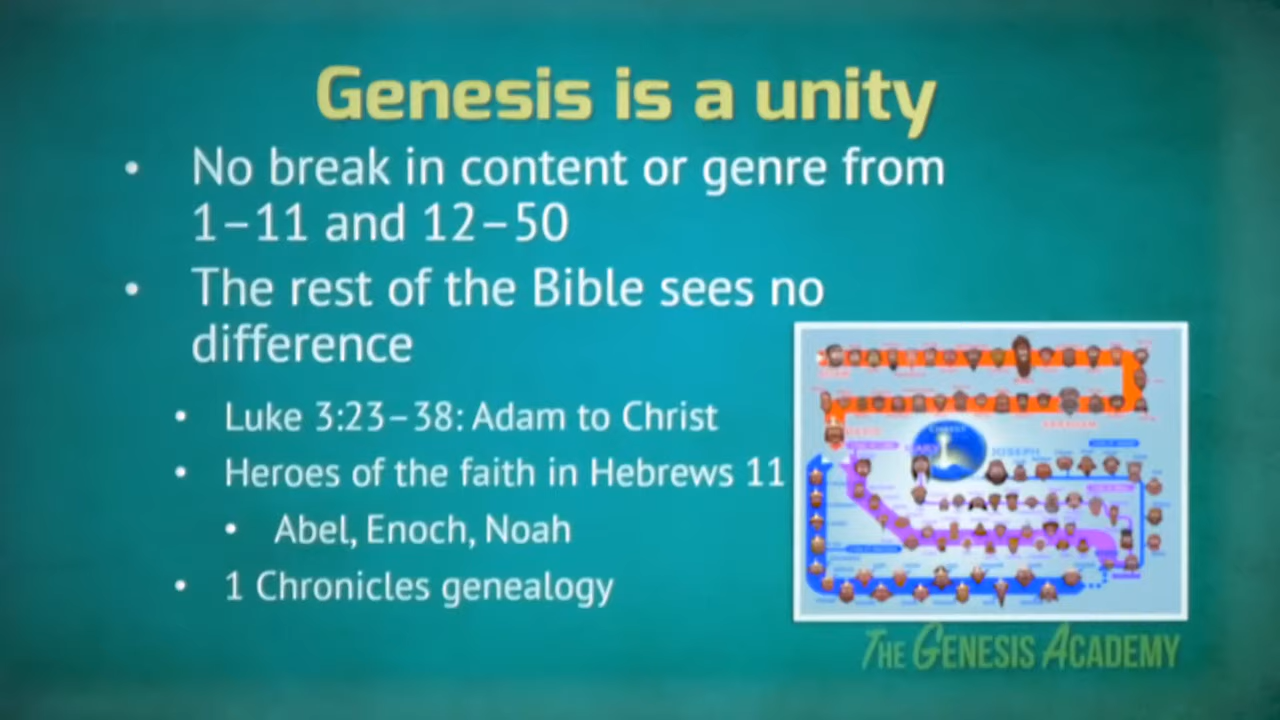 Genesis is a unity
• No break in content or genre from
1–11 and 12–50
• The rest of the Bible sees no
difference
• Luke 3:23–38: Adam to Christ
• Heroes of the faith in Hebrews 11
• Abel, Enoch, Noah
• 1 Chronicles genealogy
CHRIST
JOSEPH
THE GENESIS ACADEMY